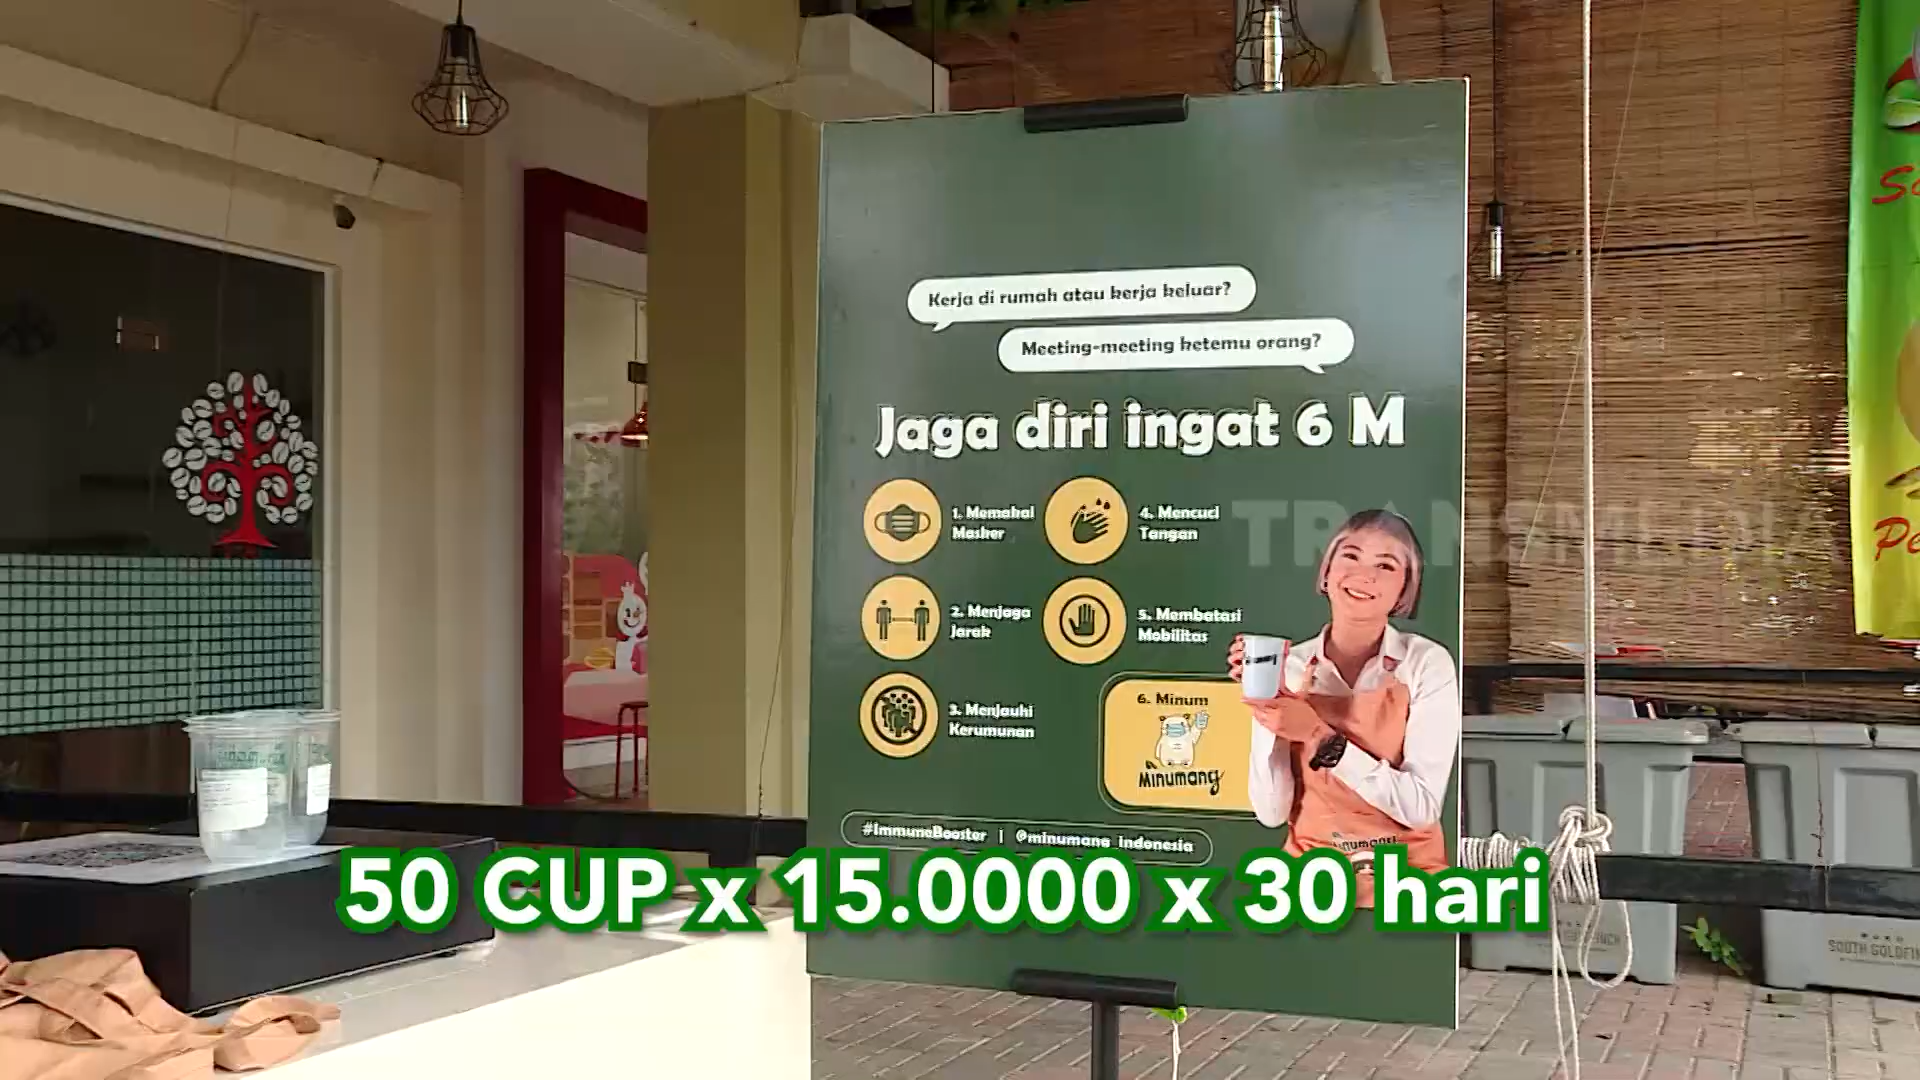 Kerja di rumah atau kerja keluar?
Meeting-meeting ketemu orang?
Jaga diri ingat 6 M
1. Memakai
Masker
2. Menjaga
Jarak
3. Menjauhi
Kerumunan
4. Mencuci
Tangan
5. Membatasi
Mobilitas
6. Minum
Minumang
#ImmuneBooster | @minumang_indonesia
TRANSMEDIA
50 CUP x 15.0000 x 30 hari